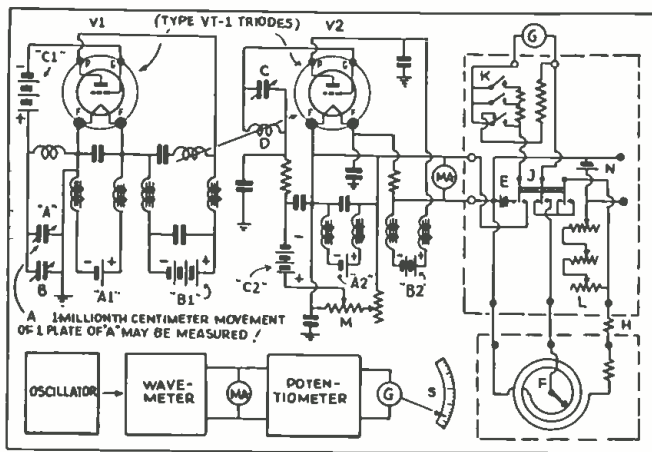 V1
(TYPE VT-1 TRIODES)
V2
"C1"
-
+
P
G
F
F
P
G
F
F
C
D
G
K
MA
E
J
N
"A"
B
- +
"A1"
- +
"B1"
-
"C2"
+
- +
"A2"
- +
"B2"
M
L
H
A 1 MILLIONTH CENTIMETER MOVEMENT
OF 1 PLATE OF "A" MAY BE MEASURED!
F
OSCILLATOR
WAVE-
METER
MA
POTEN-
TIOMETER
G
S